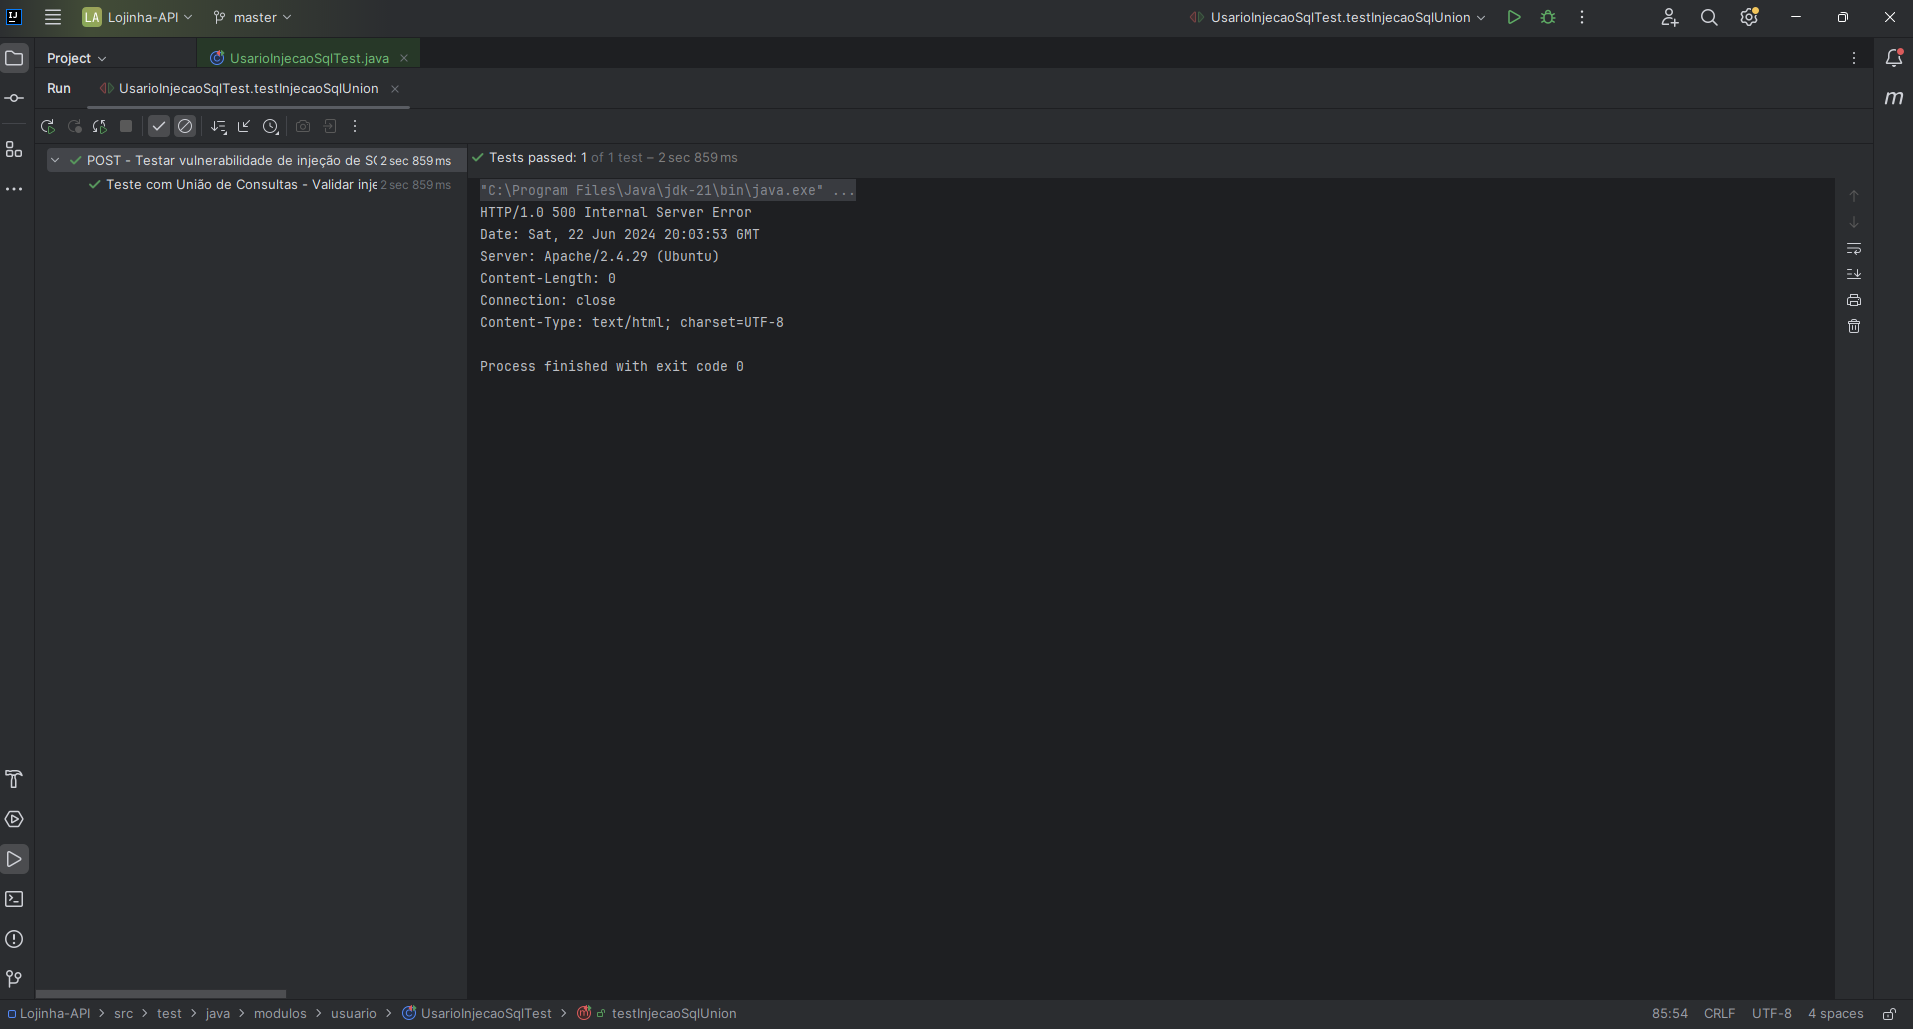 LA Lojinha-API master UsarioInjecaoSqlTest.testInjecaoSqlUnion
Project UsarioInjecaoSqlTest.java
Run UsarioInjecaoSqlTest.testInjecaoSqlUnion
POST - Testar vulnerabilidade de injeção de S 2 sec 859 ms
Teste com União de Consultas - Validar inje 2 sec 859 ms
Tests passed: 1 of 1 test – 2 sec 859 ms
"C:\Program Files\Java\jdk-21\bin\java.exe" ...
HTTP/1.0 500 Internal Server Error
Date: Sat, 22 Jun 2024 20:03:53 GMT
Server: Apache/2.4.29 (Ubuntu)
Content-Length: 0
Connection: close
Content-Type: text/html; charset=UTF-8
Process finished with exit code 0
Lojinha-API > src > test > java > modulos > usuario > UsarioInjecaoSqlTest > testInjecaoSqlUnion 85:54 CRLF UTF-8 4 spaces